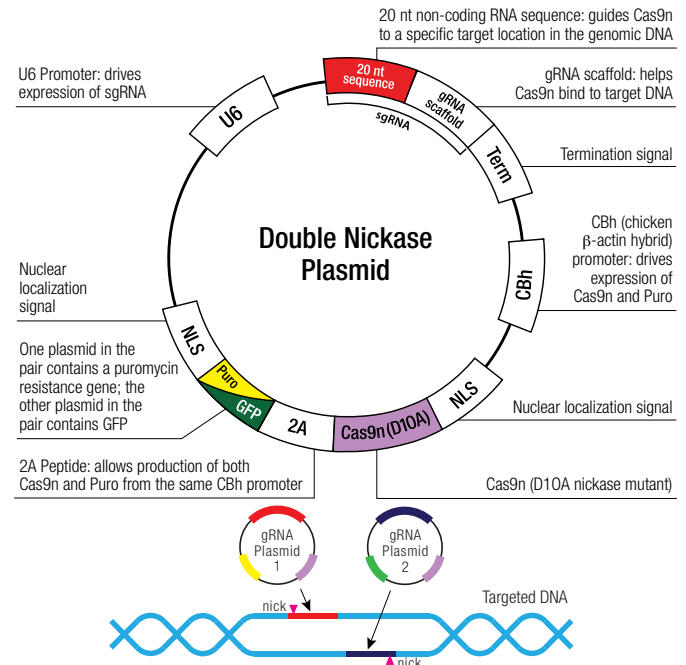 20 nt non-coding RNA sequence: guides Cas9n
to a specific target location in the genomic DNA
U6 Promoter: drives
expression of sgRNA
gRNA scaffold: helps
Cas9n bind to target DNA
20 nt
sequence
gRNA
scaffold
sgRNA
U6
Term
Termination signal
Double Nickase
Plasmid
CBh (chicken
β-actin hybrid)
promoter: drives
expression of
Cas9n and Puro
CBh
Nuclear
localization
signal
NLS
One plasmid in the
pair contains a puromycin
resistance gene; the
other plasmid in the
pair contains GFP
Puro
GFP
2A
Cas9n (D10A)
NLS
Nuclear localization signal
2A Peptide: allows production of both
Cas9n and Puro from the same CBh promoter
Cas9n (D10A nickase mutant)
gRNA
Plasmid
1
gRNA
Plasmid
2
Targeted DNA
nick
nick